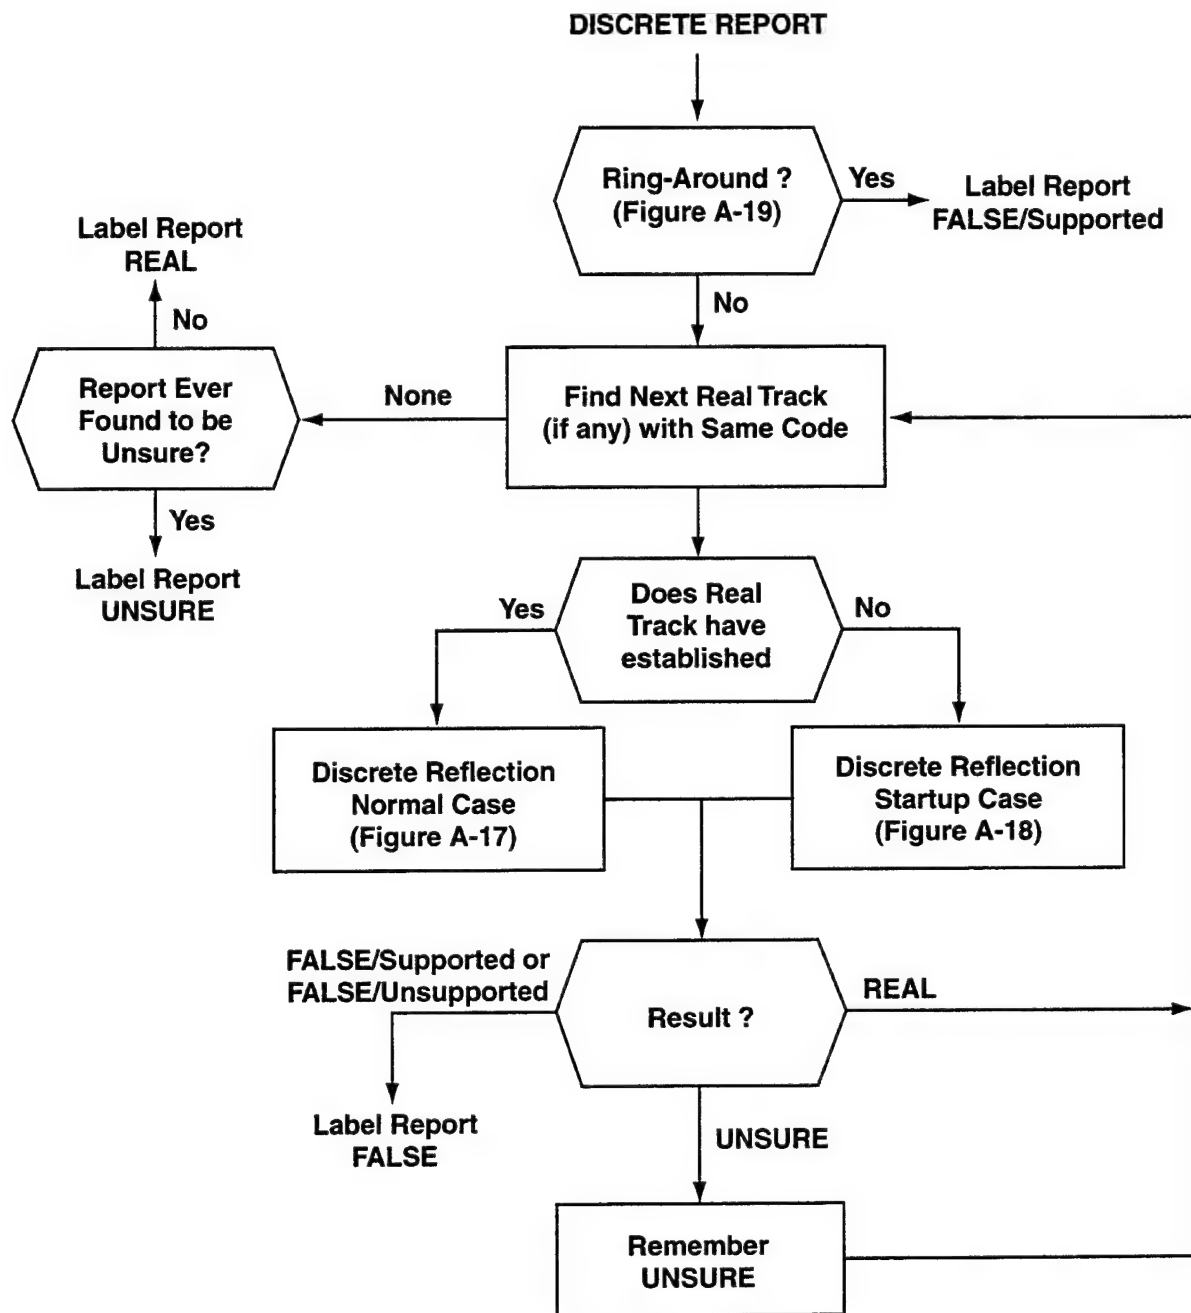 DISCRETE REPORT
Ring-Around ?
(Figure A-19)
Yes
Label Report
FALSE/Supported
No
Label Report
REAL
No
Report Ever
Found to be
Unsure?
None
Find Next Real Track
(if any) with Same Code
Yes
Label Report
UNSURE
Does Real
Track have
established
Yes
No
Discrete Reflection
Normal Case
(Figure A-17)
Discrete Reflection
Startup Case
(Figure A-18)
FALSE/Supported or
FALSE/Unsupported
Result ?
REAL
Label Report
FALSE
UNSURE
Remember
UNSURE